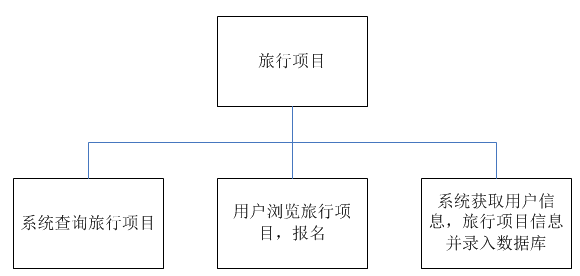 旅行项目
系统查询旅行项目
用户浏览旅行项
目，报名
系统获取用户信
息，旅行项目信息
并录入数据库